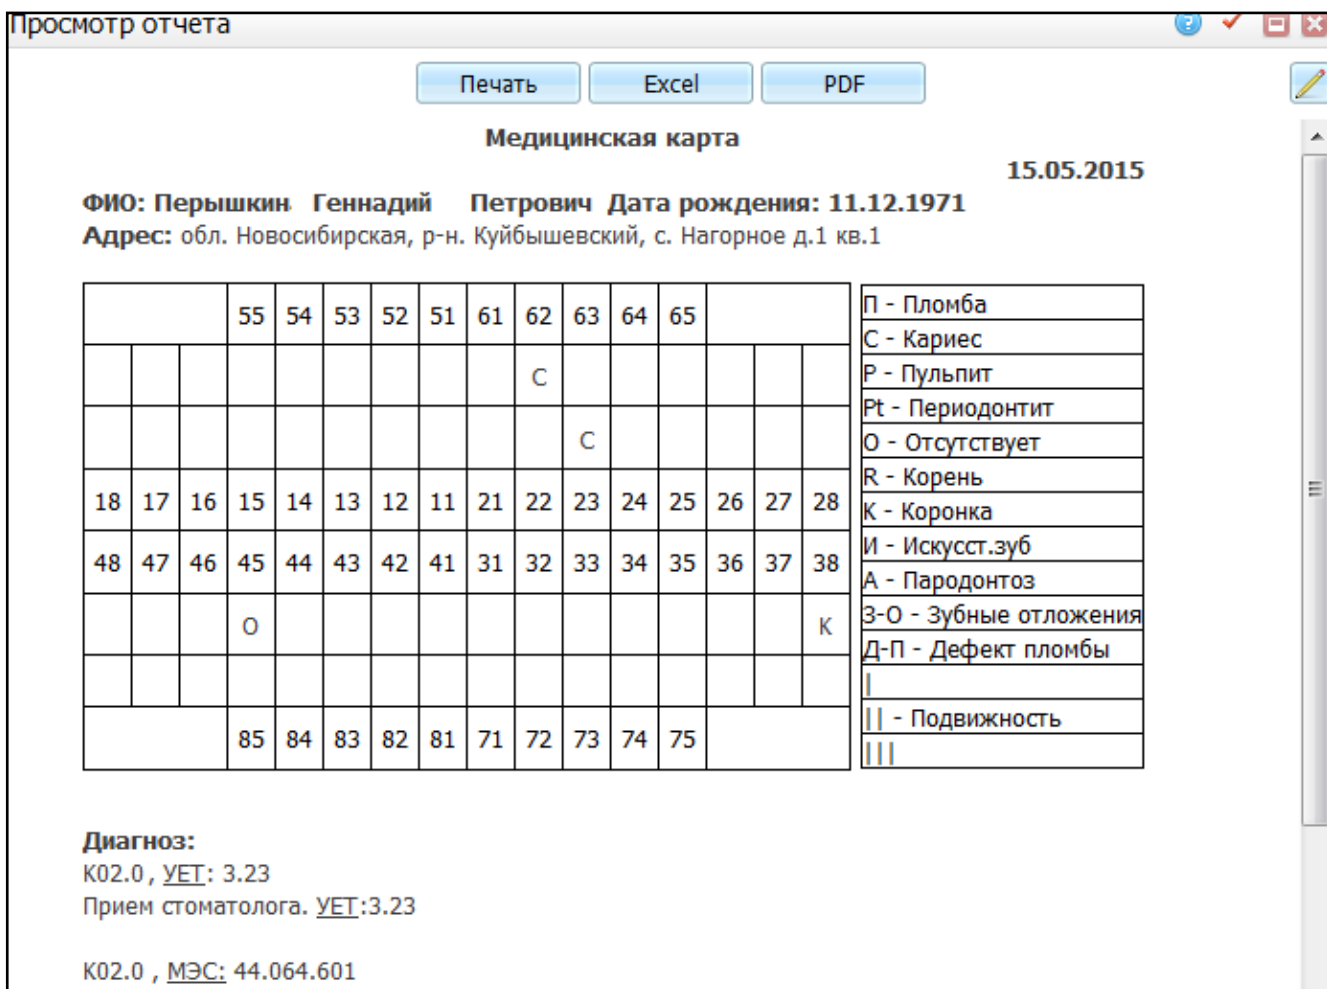 Просмотр отчета
Печать Excel PDF
Медицинская карта
15.05.2015
ФИО: Перышкин Геннадий Петрович Дата рождения: 11.12.1971
Адрес: обл. Новосибирская, р-н. Куйбышевский, с. Нагорное д.1 кв.1
55 54 53 52 51 61 62 63 64 65
С
С
18 17 16 15 14 13 12 11 21 22 23 24 25 26 27 28
48 47 46 45 44 43 42 41 31 32 33 34 35 36 37 38
О К
85 84 83 82 81 71 72 73 74 75
П - Пломба
С - Кариес
Р - Пульпит
Pt - Периодонтит
О - Отсутствует
R - Корень
К - Коронка
И - Искусст.зуб
А - Пародонтоз
З-О - Зубные отложения
Д-П - Дефект пломбы
|
|| - Подвижность
|||
Диагноз:
K02.0 , УЕТ: 3.23
Прием стоматолога. УЕТ:3.23
K02.0 , МЭС: 44.064.601